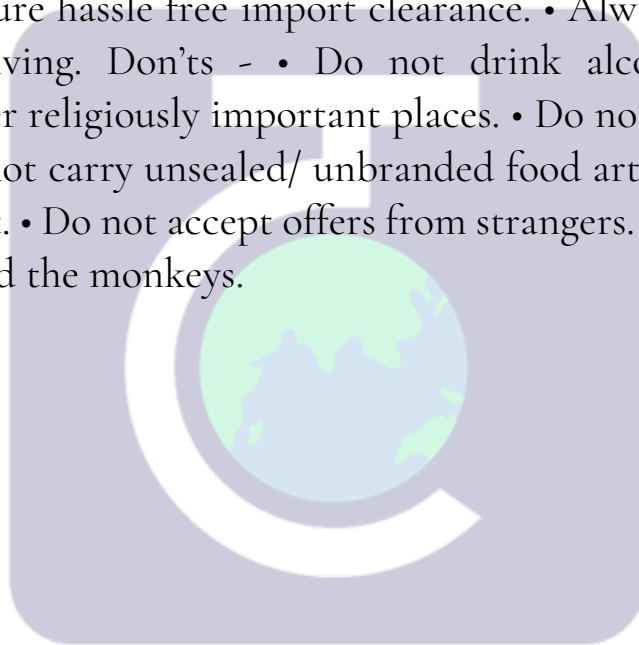 ure hassle free import clearance. • Alw
ving. Don’ts - • Do not drink alco
r religiously important places. • Do no
ot carry unsealed/ unbranded food art
. • Do not accept offers from strangers.
d the monkeys.